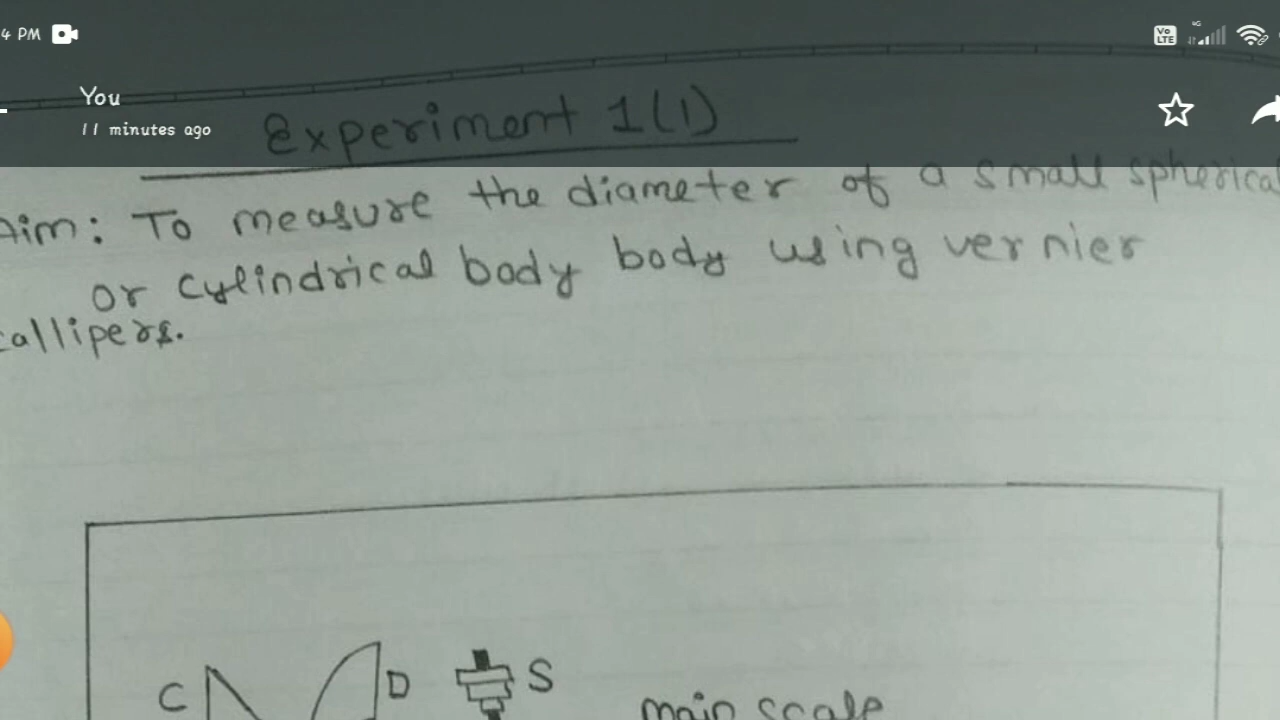 4 PM
You
11 minutes ago
Experiment 1(1)
Aim: To measure the diameter of a small spherical
or cylindrical body body using vernier
callipers.
C
D
S
main scale